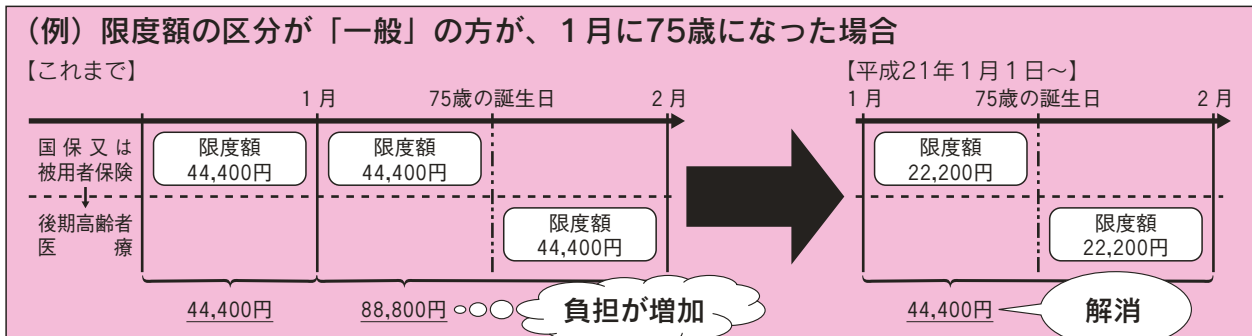 (例)限度額の区分が「一般」の方が、1月に75歳になった場合
【これまで】
【平成21年1月1日~】
1月 75歳の誕生日 2月
1月 75歳の誕生日 2月
国保又は
被用者保険
限度額
44,400円
限度額
44,400円
限度額
22,200円
後期高齢者
医療
限度額
44,400円
限度額
22,200円
44,400円
88,800円
負担が増加
44,400円
解消